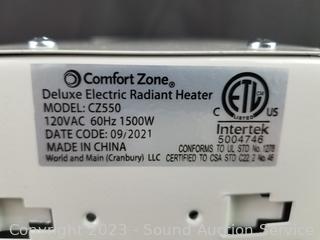 Comfort Zone®
Deluxe Electric Radiant Heater
MODEL: CZ550
120VAC 60Hz 1500W
DATE CODE: 09/2021
MADE IN CHINA
World and Main (Cranbury) LLC
ETL
C US
LISTED
Intertek
5004746
CONFORMS TO UL STD No. 1278
CERTIFIED TO CSA STD C22.2 No. 46
© 2023 - Sound Auction Service